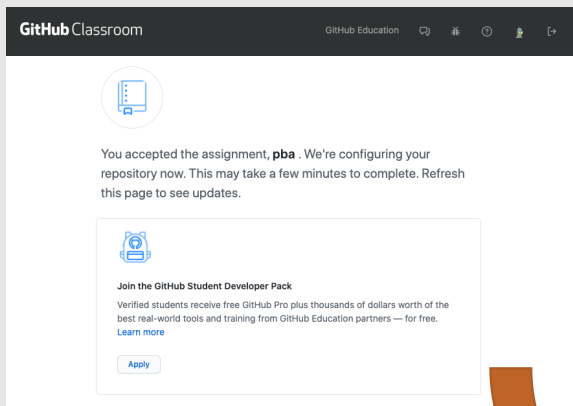 GitHub Classroom
GitHub Education
You accepted the assignment, pba . We're configuring your
repository now. This may take a few minutes to complete. Refresh
this page to see updates.
Join the GitHub Student Developer Pack
Verified students receive free GitHub Pro plus thousands of dollars worth of the
best real-world tools and training from GitHub Education partners — for free.
Learn more
Apply